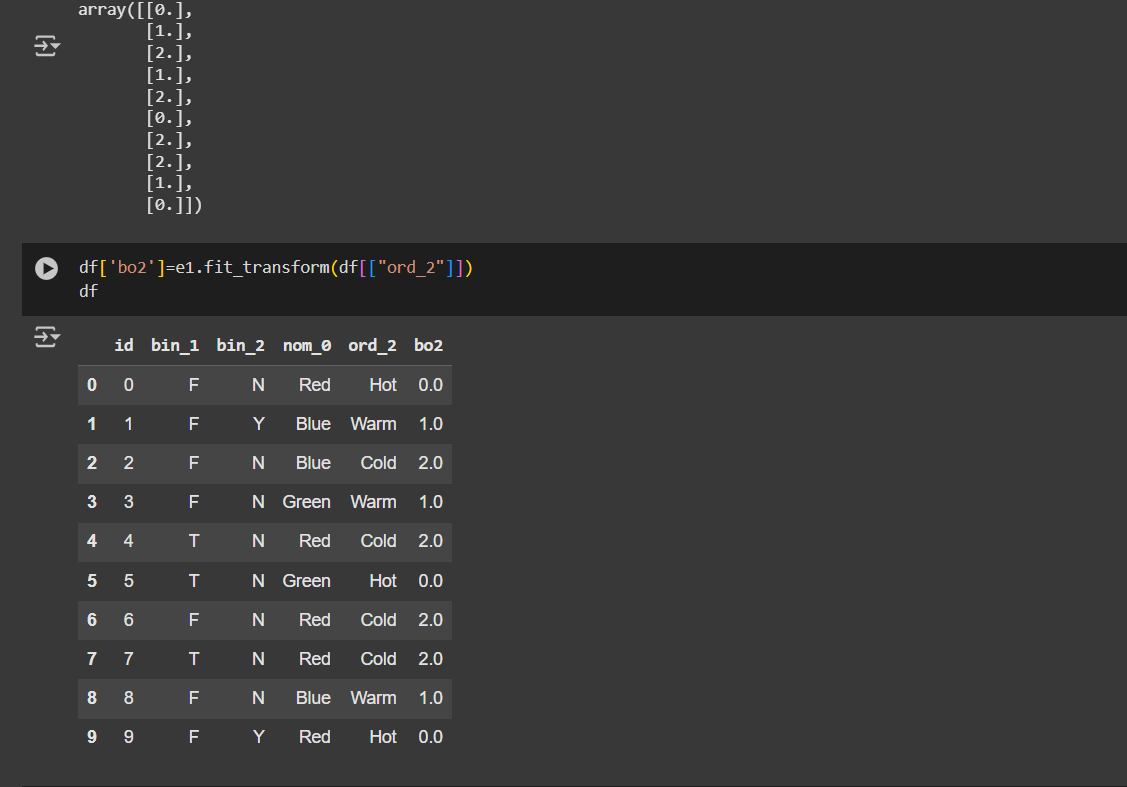 array([[0.],
[1.],
[2.],
[1.],
[2.],
[0.],
[2.],
[2.],
[1.],
[0.]])
df['bo2']=e1.fit_transform(df[["ord_2"]])
df
id bin_1 bin_2 nom_0 ord_2 bo2
0 0 F N Red Hot 0.0
1 1 F Y Blue Warm 1.0
2 2 F N Blue Cold 2.0
3 3 F N Green Warm 1.0
4 4 T N Red Cold 2.0
5 5 T N Green Hot 0.0
6 6 F N Red Cold 2.0
7 7 T N Red Cold 2.0
8 8 F N Blue Warm 1.0
9 9 F Y Red Hot 0.0